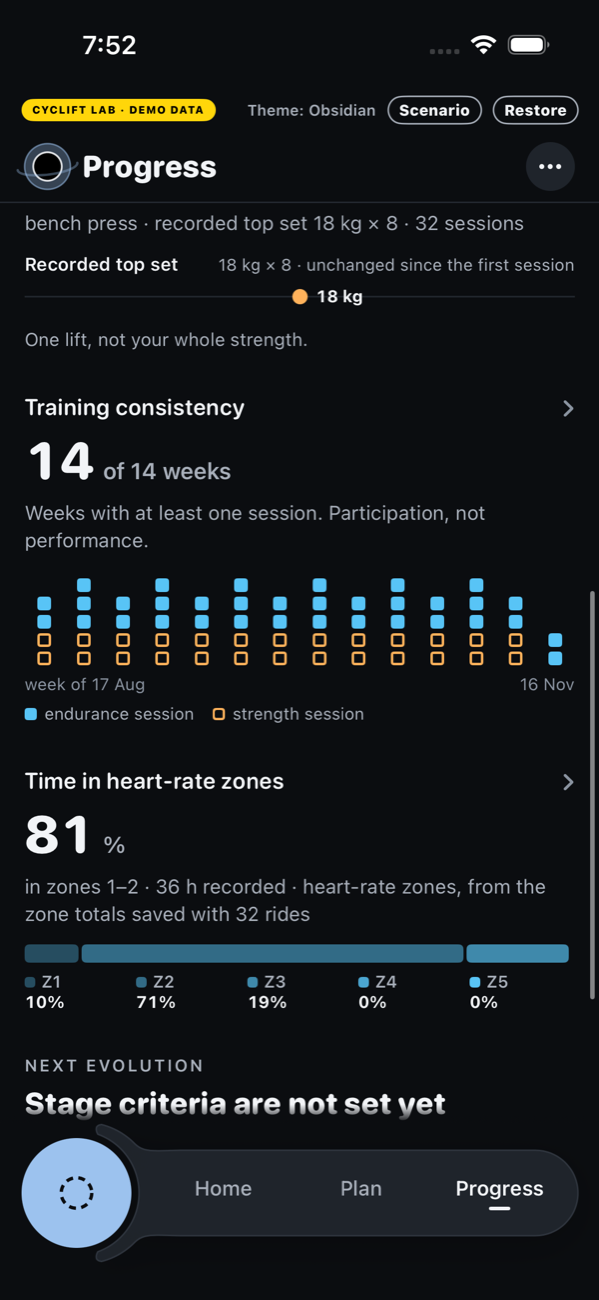 7:52
CYCLIFT LAB · DEMO DATA
Theme: Obsidian
Scenario
Restore
Progress
bench press · recorded top set 18 kg × 8 · 32 sessions
Recorded top set
18 kg × 8 · unchanged since the first session
18 kg
One lift, not your whole strength.
Training consistency
14 of 14 weeks
Weeks with at least one session. Participation, not
performance.
week of 17 Aug
16 Nov
endurance session
strength session
Time in heart-rate zones
81 %
in zones 1–2 · 36 h recorded · heart-rate zones, from the
zone totals saved with 32 rides
Z1 Z2 Z3 Z4 Z5
10% 71% 19% 0% 0%
NEXT EVOLUTION
Stage criteria are not set yet
Home
Plan
Progress